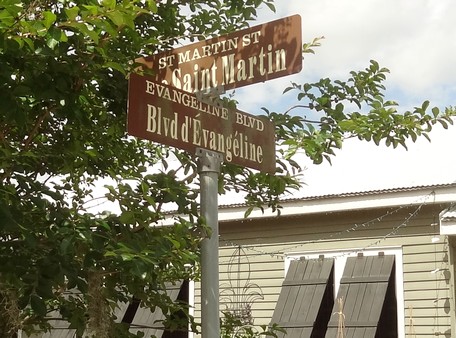 ST MARTIN ST
Saint Martin
EVANGELINE BLVD
Blvd d'Évangéline